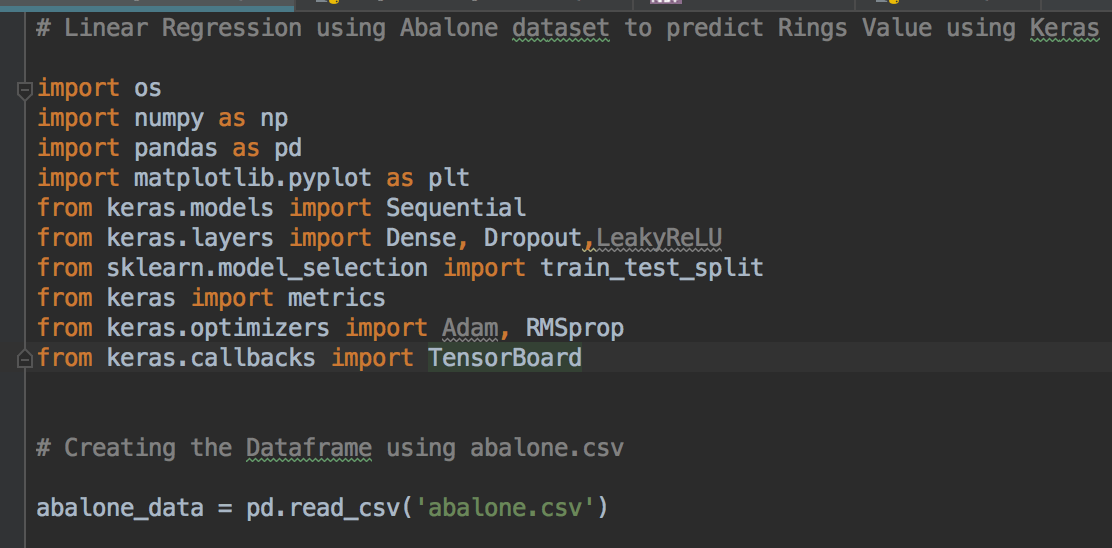 # Linear Regression using Abalone dataset to predict Rings Value using Keras
import os
import numpy as np
import pandas as pd
import matplotlib.pyplot as plt
from keras.models import Sequential
from keras.layers import Dense, Dropout,LeakyReLU
from sklearn.model_selection import train_test_split
from keras import metrics
from keras.optimizers import Adam, RMSprop
from keras.callbacks import TensorBoard
# Creating the Dataframe using abalone.csv
abalone_data = pd.read_csv('abalone.csv')